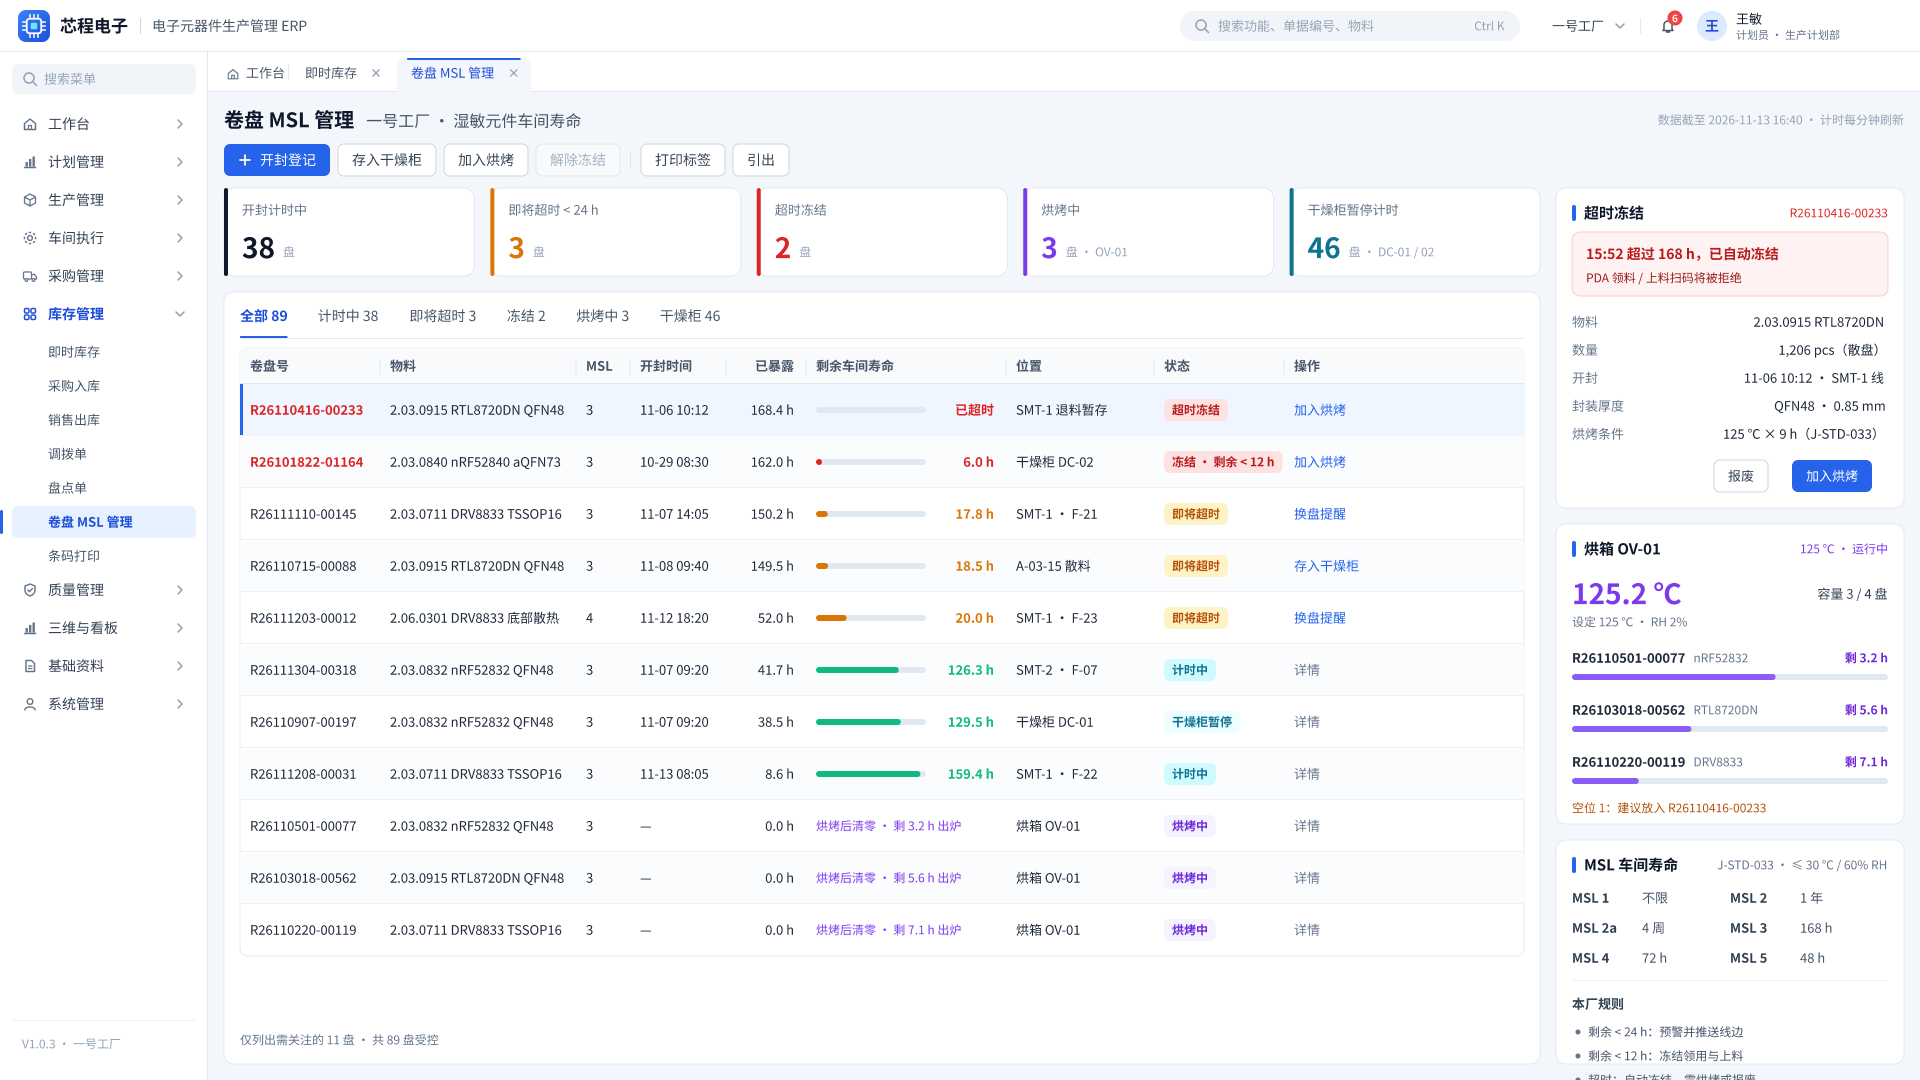 芯程电子
电子元器件生产管理 ERP
搜索功能、单据编号、物料
Ctrl K
一号工厂
6
王
王敏
计划员 • 生产计划部
搜索菜单
工作台
计划管理
生产管理
车间执行
采购管理
库存管理
即时库存
采购入库
销售出库
调拨单
盘点单
卷盘 MSL 管理
条码打印
质量管理
三维与看板
基础资料
系统管理
V1.0.3 • 一号工厂
工作台
即时库存
卷盘 MSL 管理
卷盘 MSL 管理
一号工厂 • 湿敏元件车间寿命
数据截至 2026-11-13 16:40 • 计时每分钟刷新
开封登记
存入干燥柜
加入烘烤
解除冻结
打印标签
引出
开封计时中
38 盘
即将超时 < 24 h
3 盘
超时冻结
2 盘
烘烤中
3 盘 • OV-01
干燥柜暂停计时
46 盘 • DC-01 / 02
全部 89
计时中 38
即将超时 3
冻结 2
烘烤中 3
干燥柜 46
卷盘号 物料 MSL 开封时间 已暴露 剩余车间寿命 位置 状态 操作
R26110416-00233 2.03.0915 RTL8720DN QFN48 3 11-06 10:12 168.4 h 已超时 SMT-1 退料暂存 超时冻结 加入烘烤
R26101822-01164 2.03.0840 nRF52840 aQFN73 3 10-29 08:30 162.0 h 6.0 h 干燥柜 DC-02 冻结 • 剩余 < 12 h 加入烘烤
R26111110-00145 2.03.0711 DRV8833 TSSOP16 3 11-07 14:05 150.2 h 17.8 h SMT-1 • F-21 即将超时 换盘提醒
R26110715-00088 2.03.0915 RTL8720DN QFN48 3 11-08 09:40 149.5 h 18.5 h A-03-15 散料 即将超时 存入干燥柜
R26111203-00012 2.06.0301 DRV8833 底部散热 4 11-12 18:20 52.0 h 20.0 h SMT-1 • F-23 即将超时 换盘提醒
R26111304-00318 2.03.0832 nRF52832 QFN48 3 11-07 09:20 41.7 h 126.3 h SMT-2 • F-07 计时中 详情
R26110907-00197 2.03.0832 nRF52832 QFN48 3 11-07 09:20 38.5 h 129.5 h 干燥柜 DC-01 干燥柜暂停 详情
R26111208-00031 2.03.0711 DRV8833 TSSOP16 3 11-13 08:05 8.6 h 159.4 h SMT-1 • F-22 计时中 详情
R26110501-00077 2.03.0832 nRF52832 QFN48 3 — 0.0 h 烘烤后清零 • 剩 3.2 h 出炉 烘箱 OV-01 烘烤中 详情
R26103018-00562 2.03.0915 RTL8720DN QFN48 3 — 0.0 h 烘烤后清零 • 剩 5.6 h 出炉 烘箱 OV-01 烘烤中 详情
R26110220-00119 2.03.0711 DRV8833 TSSOP16 3 — 0.0 h 烘烤后清零 • 剩 7.1 h 出炉 烘箱 OV-01 烘烤中 详情
仅列出需关注的 11 盘 • 共 89 盘受控
超时冻结
R26110416-00233
15:52 超过 168 h，已自动冻结
PDA 领料 / 上料扫码将被拒绝
物料 2.03.0915 RTL8720DN
数量 1,206 pcs（散盘）
开封 11-06 10:12 • SMT-1 线
封装厚度 QFN48 • 0.85 mm
烘烤条件 125 ℃ × 9 h（J-STD-033）
报废
加入烘烤
烘箱 OV-01
125 ℃ • 运行中
125.2 ℃
容量 3 / 4 盘
设定 125 ℃ • RH 2%
R26110501-00077 nRF52832 剩 3.2 h
R26103018-00562 RTL8720DN 剩 5.6 h
R26110220-00119 DRV8833 剩 7.1 h
空位 1：建议放入 R26110416-00233
MSL 车间寿命
J-STD-033 • ≤ 30 ℃ / 60% RH
MSL 1 不限 MSL 2 1 年
MSL 2a 4 周 MSL 3 168 h
MSL 4 72 h MSL 5 48 h
本厂规则
• 剩余 < 24 h：预警并推送线边
• 剩余 < 12 h：冻结领用与上料
• 超时：自动冻结，需烘烤或报废